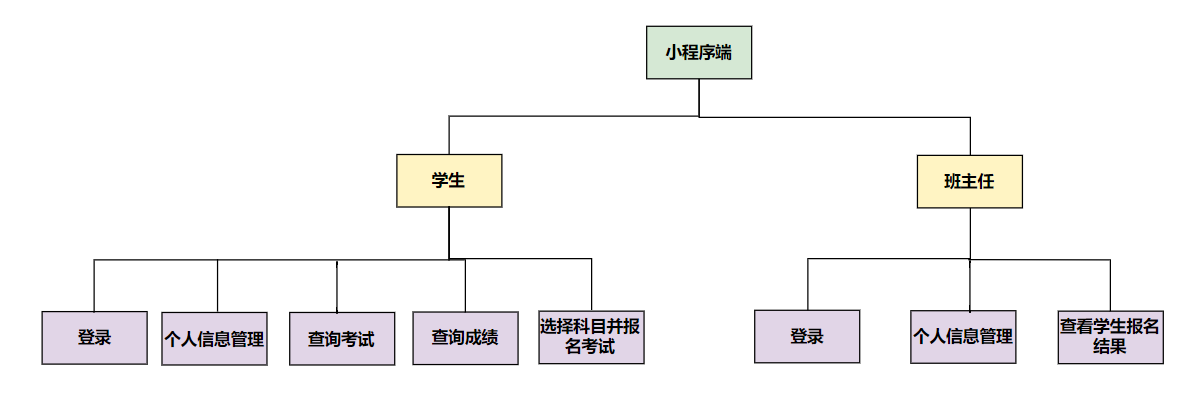 小程序端
学生
班主任
登录
个人信息管理
查询考试
查询成绩
选择科目并报
名考试
登录
个人信息管理
查看学生报名
结果